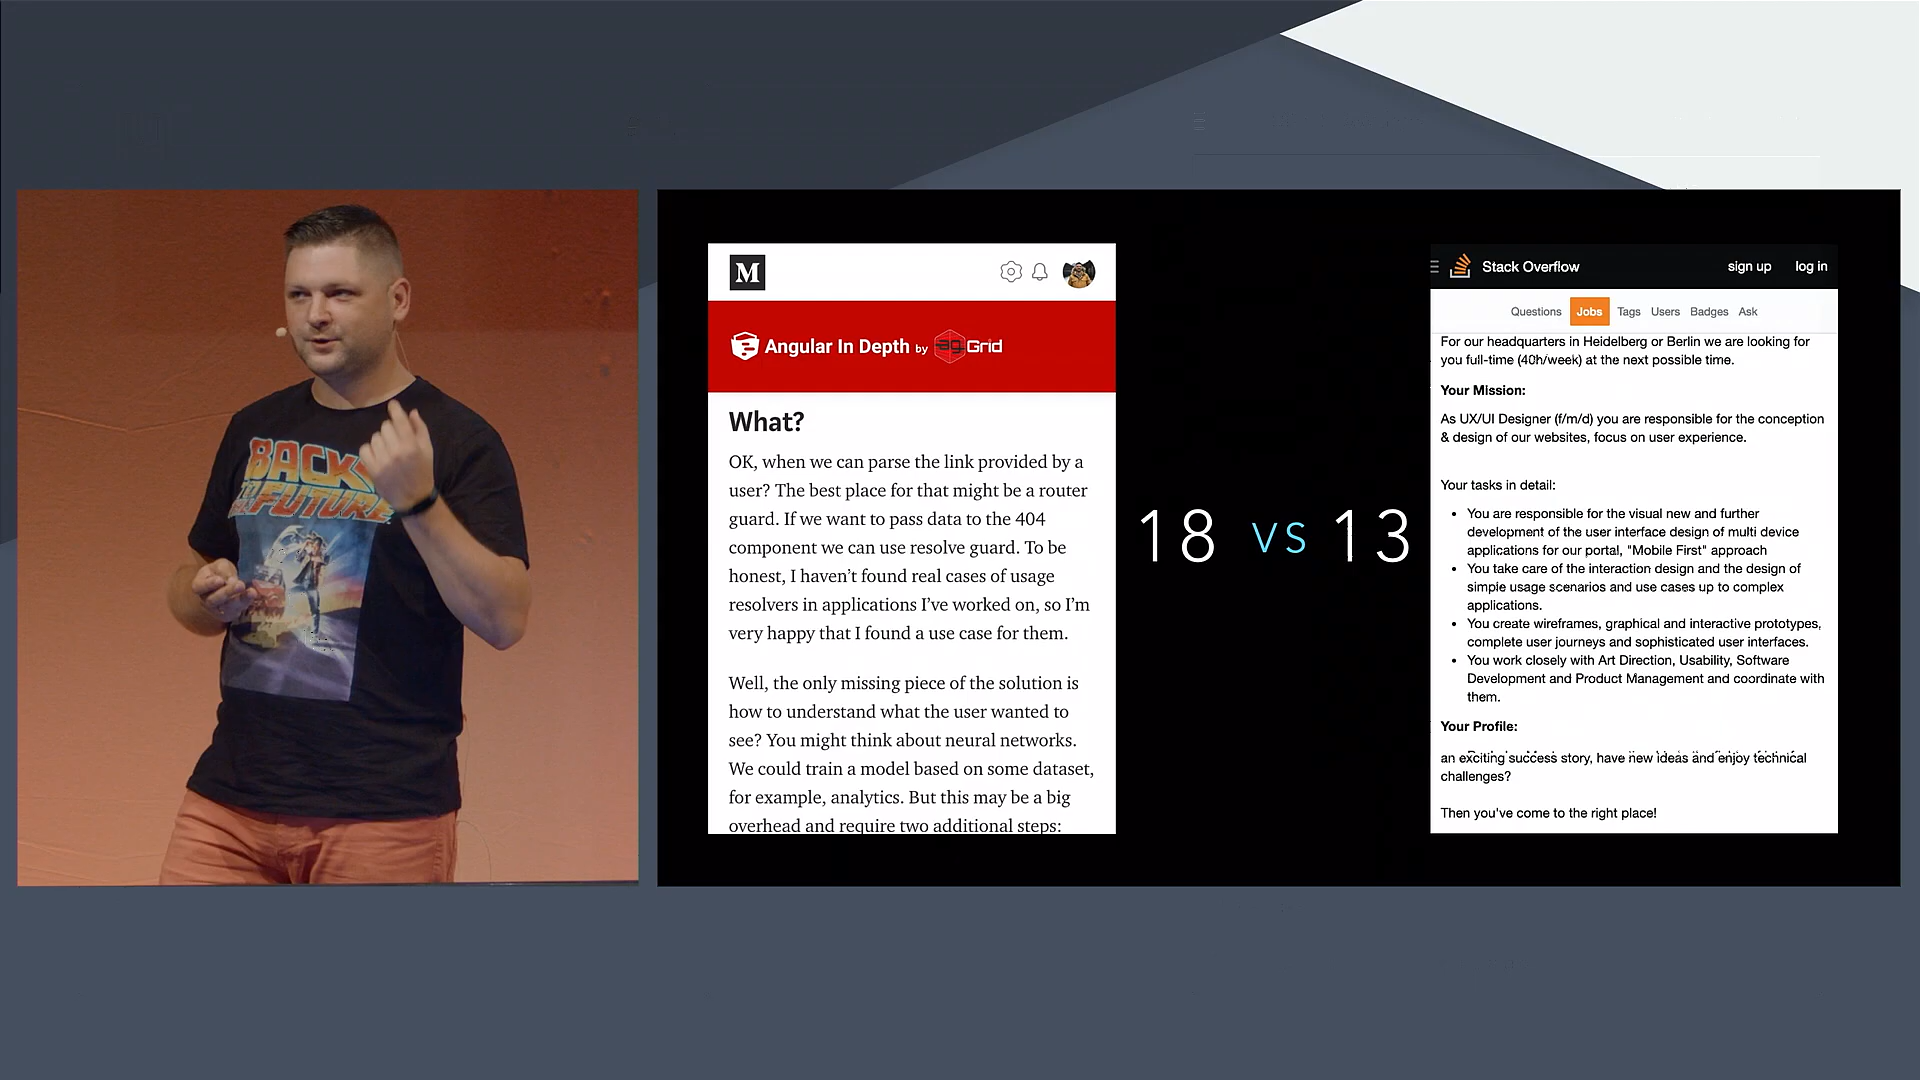 BACK
TO THE
FUTURE
M
Angular In Depth by ag-Grid
What?
OK, when we can parse the link provided by a
user? The best place for that might be a router
guard. If we want to pass data to the 404
component we can use resolve guard. To be
honest, I haven’t found real cases of usage
resolvers in applications I’ve worked on, so I’m
very happy that I found a use case for them.
Well, the only missing piece of the solution is
how to understand what the user wanted to
see? You might think about neural networks.
We could train a model based on some dataset,
for example, analytics. But this may be a big
overhead and require two additional steps:
18 vs 13
Stack Overflow sign up log in
Questions Jobs Tags Users Badges Ask
For our headquarters in Heidelberg or Berlin we are looking for
you full-time (40h/week) at the next possible time.
Your Mission:
As UX/UI Designer (f/m/d) you are responsible for the conception
& design of our websites, focus on user experience.
Your tasks in detail:
• You are responsible for the visual new and further
development of the user interface design of multi device
applications for our portal, "Mobile First" approach
• You take care of the interaction design and the design of
simple usage scenarios and use cases up to complex
applications.
• You create wireframes, graphical and interactive prototypes,
complete user journeys and sophisticated user interfaces.
• You work closely with Art Direction, Usability, Software
Development and Product Management and coordinate with
them.
Your Profile:
an exciting success story, have new ideas and enjoy technical
challenges?
Then you've come to the right place!